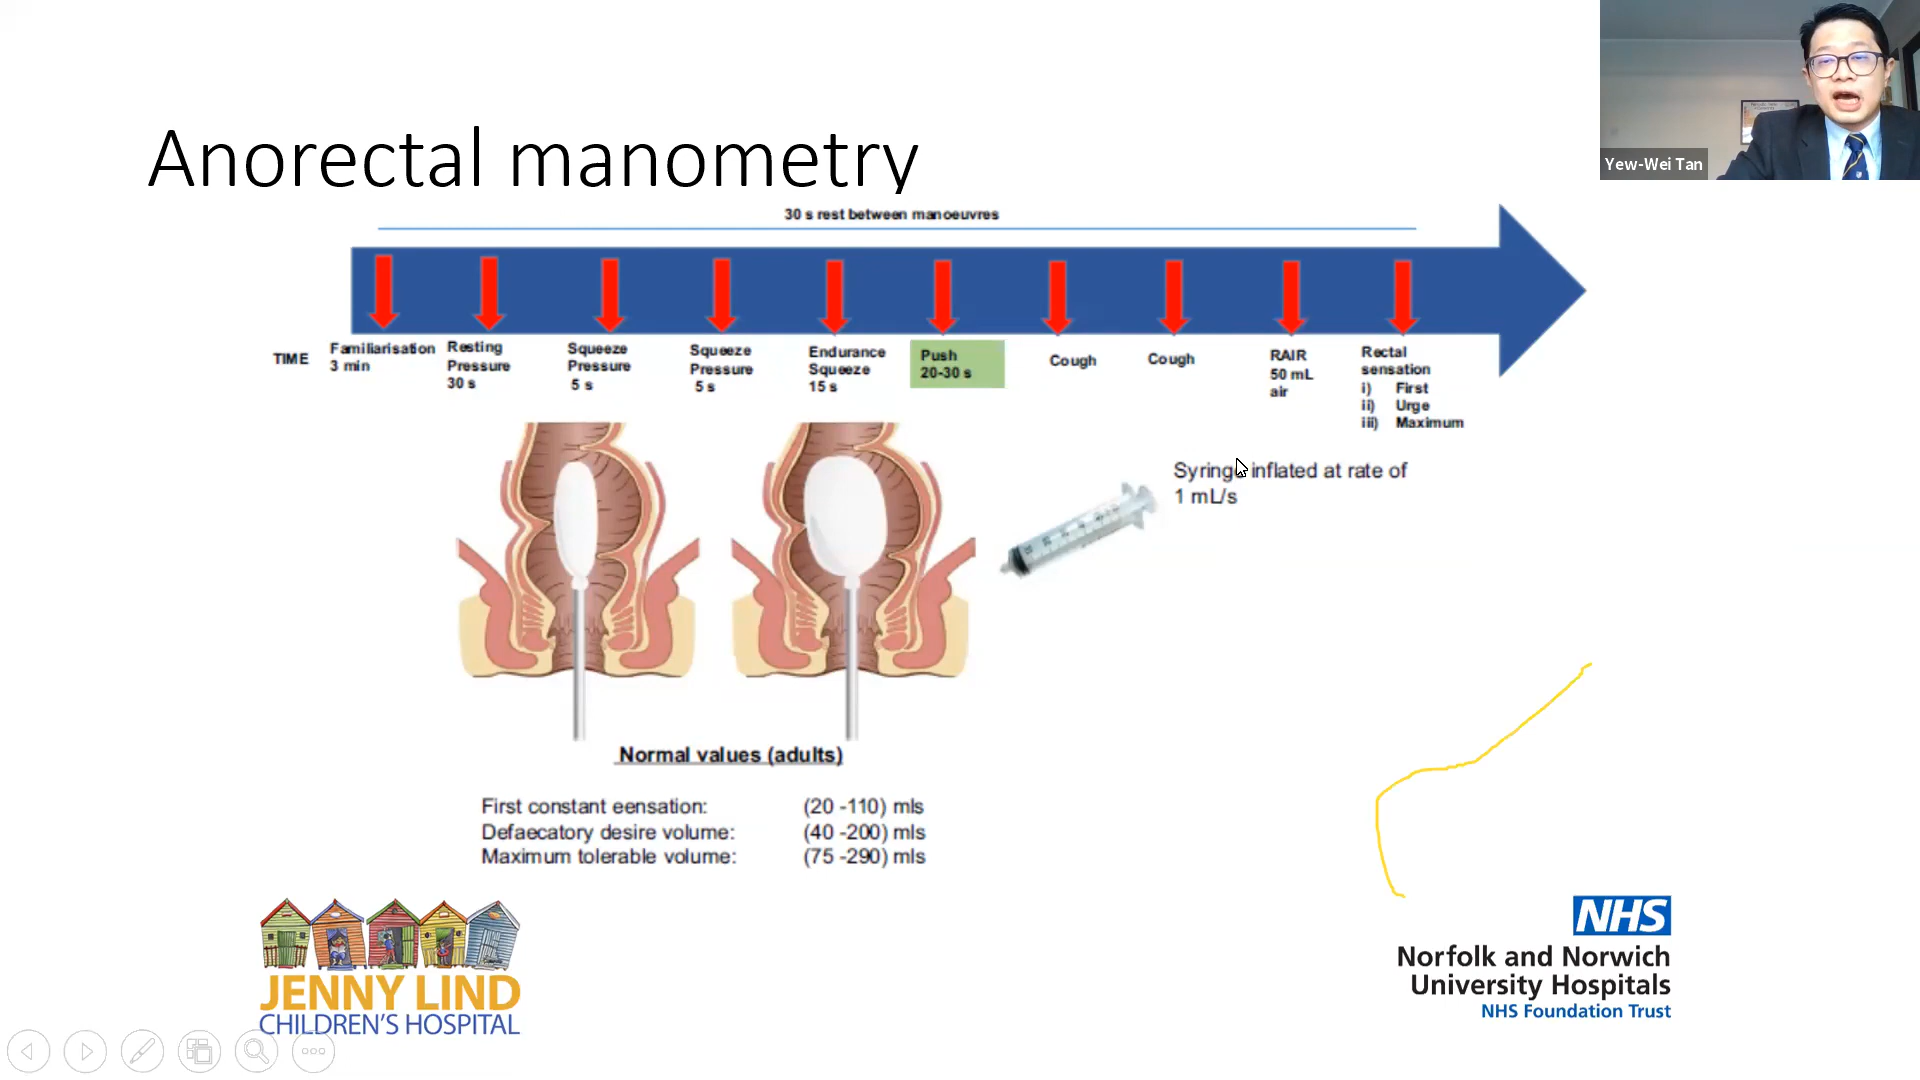 Yew-Wei Tan
Anorectal manometry
30 s rest between manoeuvres
TIME
Familiarisation
3 min
Resting
Pressure
30 s
Squeeze
Pressure
5 s
Squeeze
Pressure
5 s
Endurance
Squeeze
15 s
Push
20-30 s
Cough
Cough
RAIR
50 mL
air
Rectal
sensation
i) First
ii) Urge
iii) Maximum
Syringe inflated at rate of
1 mL/s
Normal values (adults)
First constant eensation: (20 -110) mls
Defaecatory desire volume: (40 -200) mls
Maximum tolerable volume: (75 -290) mls
JENNY LIND
CHILDREN'S HOSPITAL
NHS
Norfolk and Norwich
University Hospitals
NHS Foundation Trust